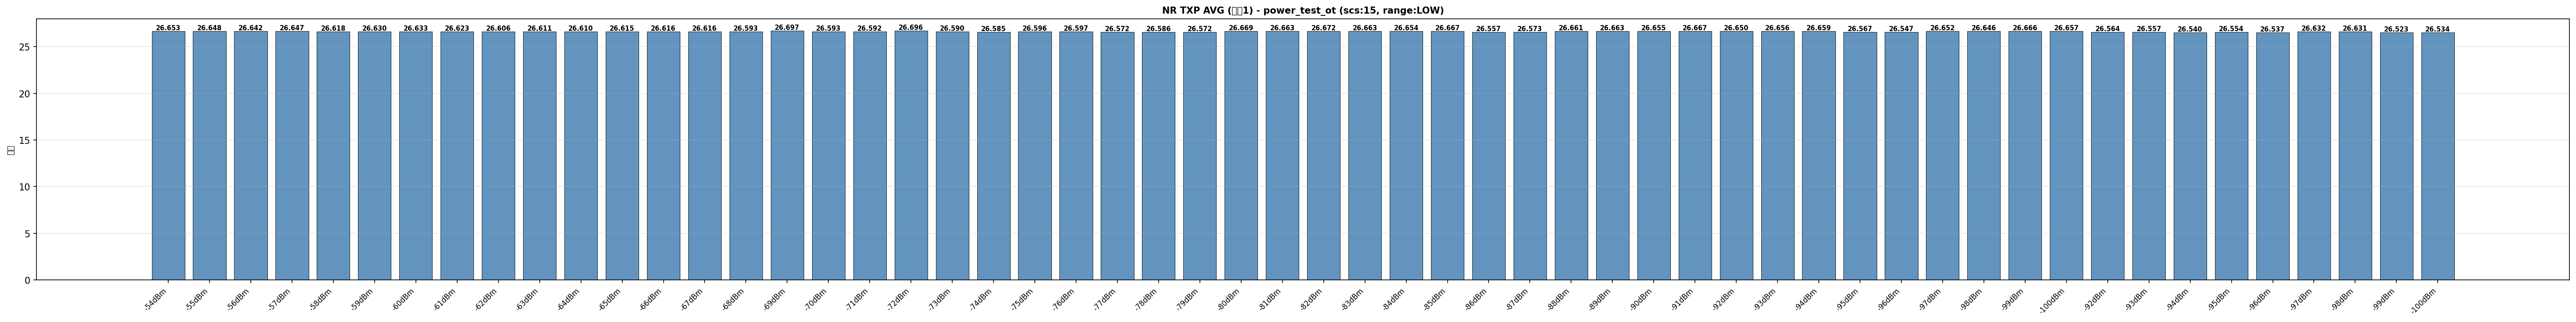 NR TXP AVG (▯▯1) - power_test_ot (scs:15, range:LOW)
26.653 26.648 26.642 26.647 26.618 26.630 26.633 26.623 26.606 26.611 26.610 26.615 26.616 26.616 26.593 26.697 26.593 26.592 26.696 26.590 26.585 26.596 26.597 26.572 26.586 26.572 26.669 26.663 26.672 26.663 26.654 26.667 26.557 26.573 26.661 26.663 26.655 26.667 26.650 26.656 26.659 26.567 26.547 26.652 26.646 26.666 26.657 26.564 26.557 26.540 26.554 26.537 26.632 26.631 26.523 26.534
25
20
15
10
5
0
▯▯
-54dBm -55dBm -56dBm -57dBm -58dBm -59dBm -60dBm -61dBm -62dBm -63dBm -64dBm -65dBm -66dBm -67dBm -68dBm -69dBm -70dBm -71dBm -72dBm -73dBm -74dBm -75dBm -76dBm -77dBm -78dBm -79dBm -80dBm -81dBm -82dBm -83dBm -84dBm -85dBm -86dBm -87dBm -88dBm -89dBm -90dBm -91dBm -92dBm -93dBm -94dBm -95dBm -96dBm -97dBm -98dBm -99dBm -100dBm -92dBm -93dBm -94dBm -95dBm -96dBm -97dBm -98dBm -99dBm -100dBm